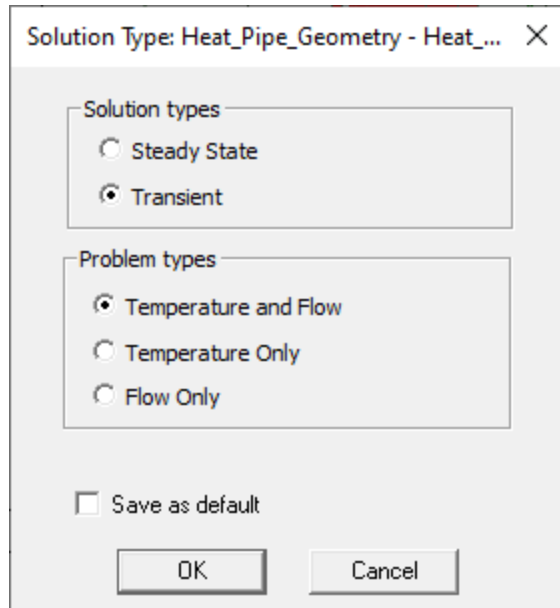 Solution Type: Heat_Pipe_Geometry - Heat_...
Solution types
Steady State
Transient
Problem types
Temperature and Flow
Temperature Only
Flow Only
Save as default
OK
Cancel